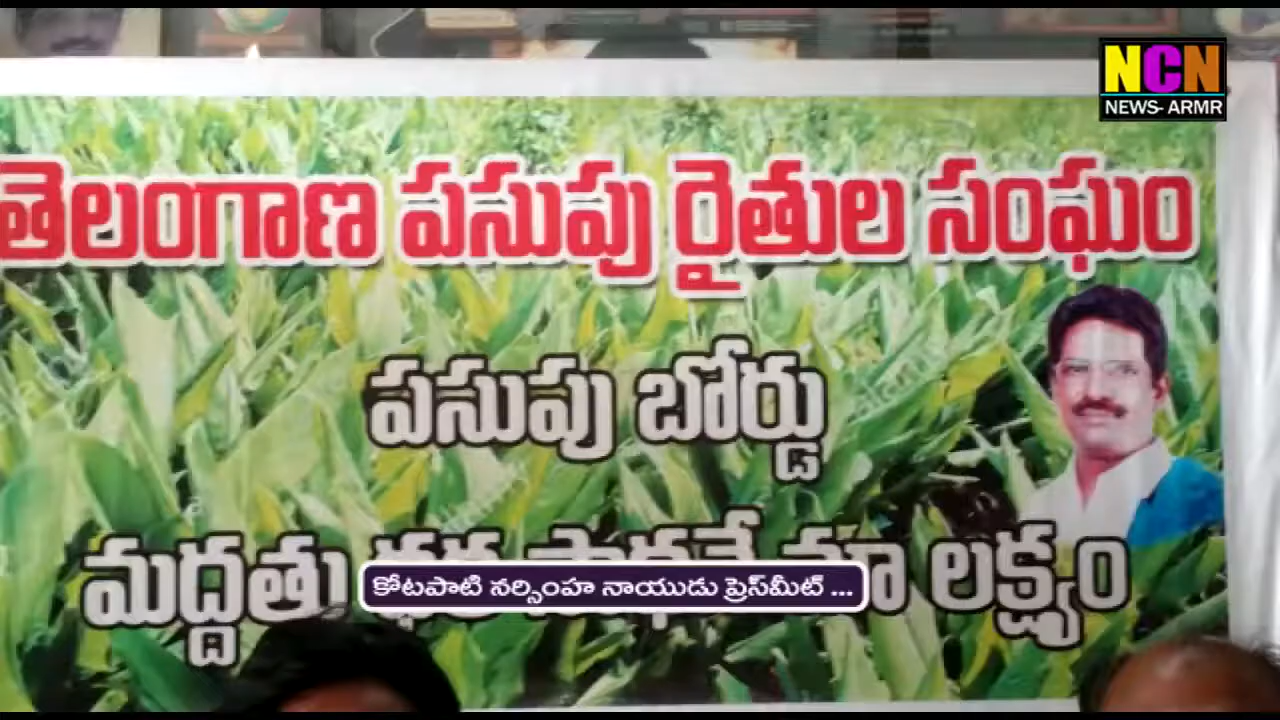 NCN
NEWS- ARMR
తెలంగాణ పసుపు రైతుల సంఘం
పసుపు బోర్డు
మద్దతు లక్ష్యం
కోటపాటి నర్సింహ నాయుడు ప్రెస్‌మీట్ ...